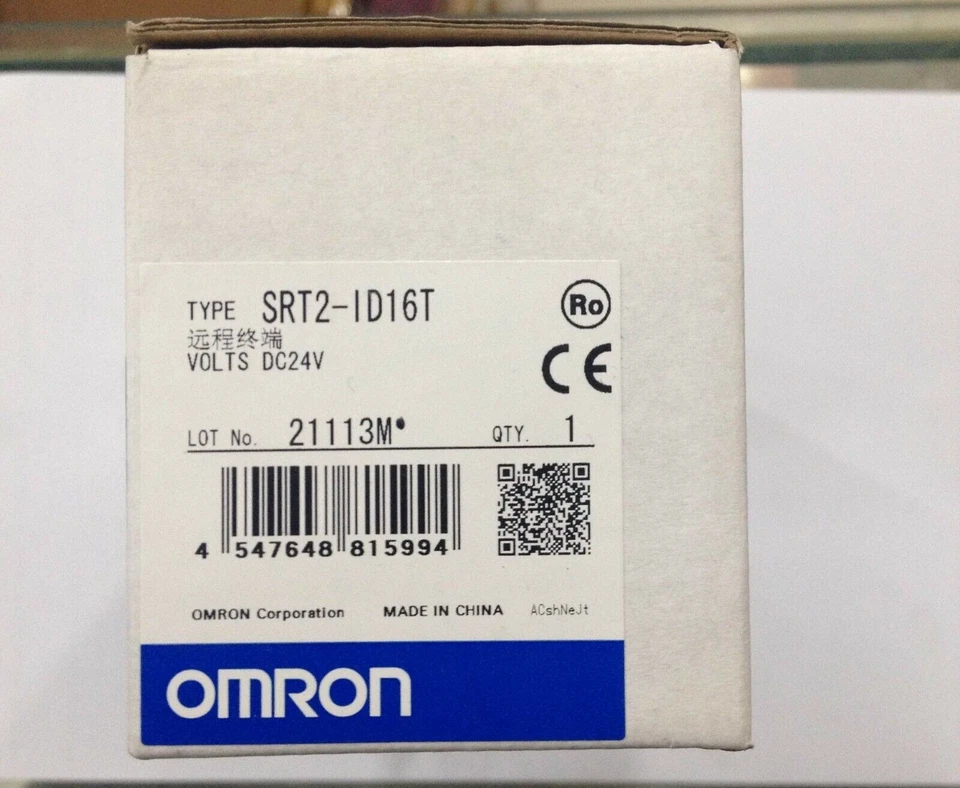 TYPE SRT2-ID16T
Ro
远程终端
VOLTS DC24V
CE
LOT No. 21113M•
QTY. 1
4 547648 815994
OMRON Corporation MADE IN CHINA ACshNeJt
OMRON